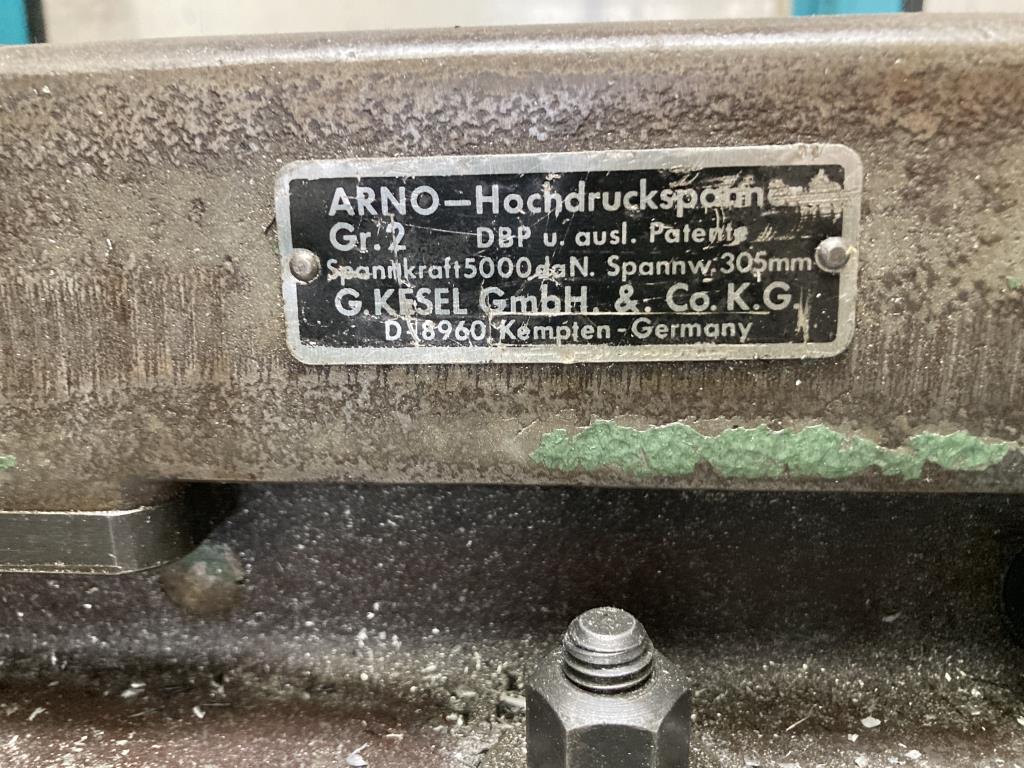 ARNO-Hochdruckspanner
Gr. 2 DBP u. ausl. Patente
Spannkraft 5000 daN. Spannw. 305mm
G. KESEL GmbH. & Co. K.G.
D-8960 Kempten - Germany